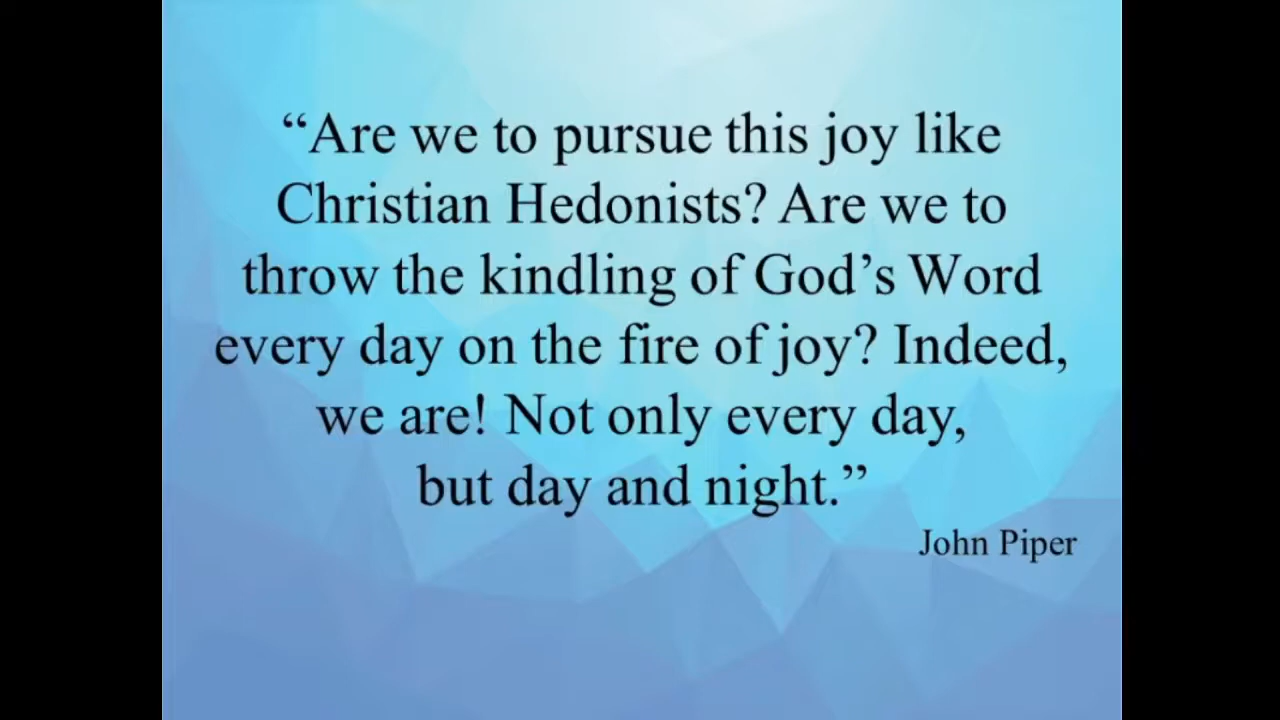 “Are we to pursue this joy like
Christian Hedonists? Are we to
throw the kindling of God’s Word
every day on the fire of joy? Indeed,
we are! Not only every day,
but day and night.”
John Piper